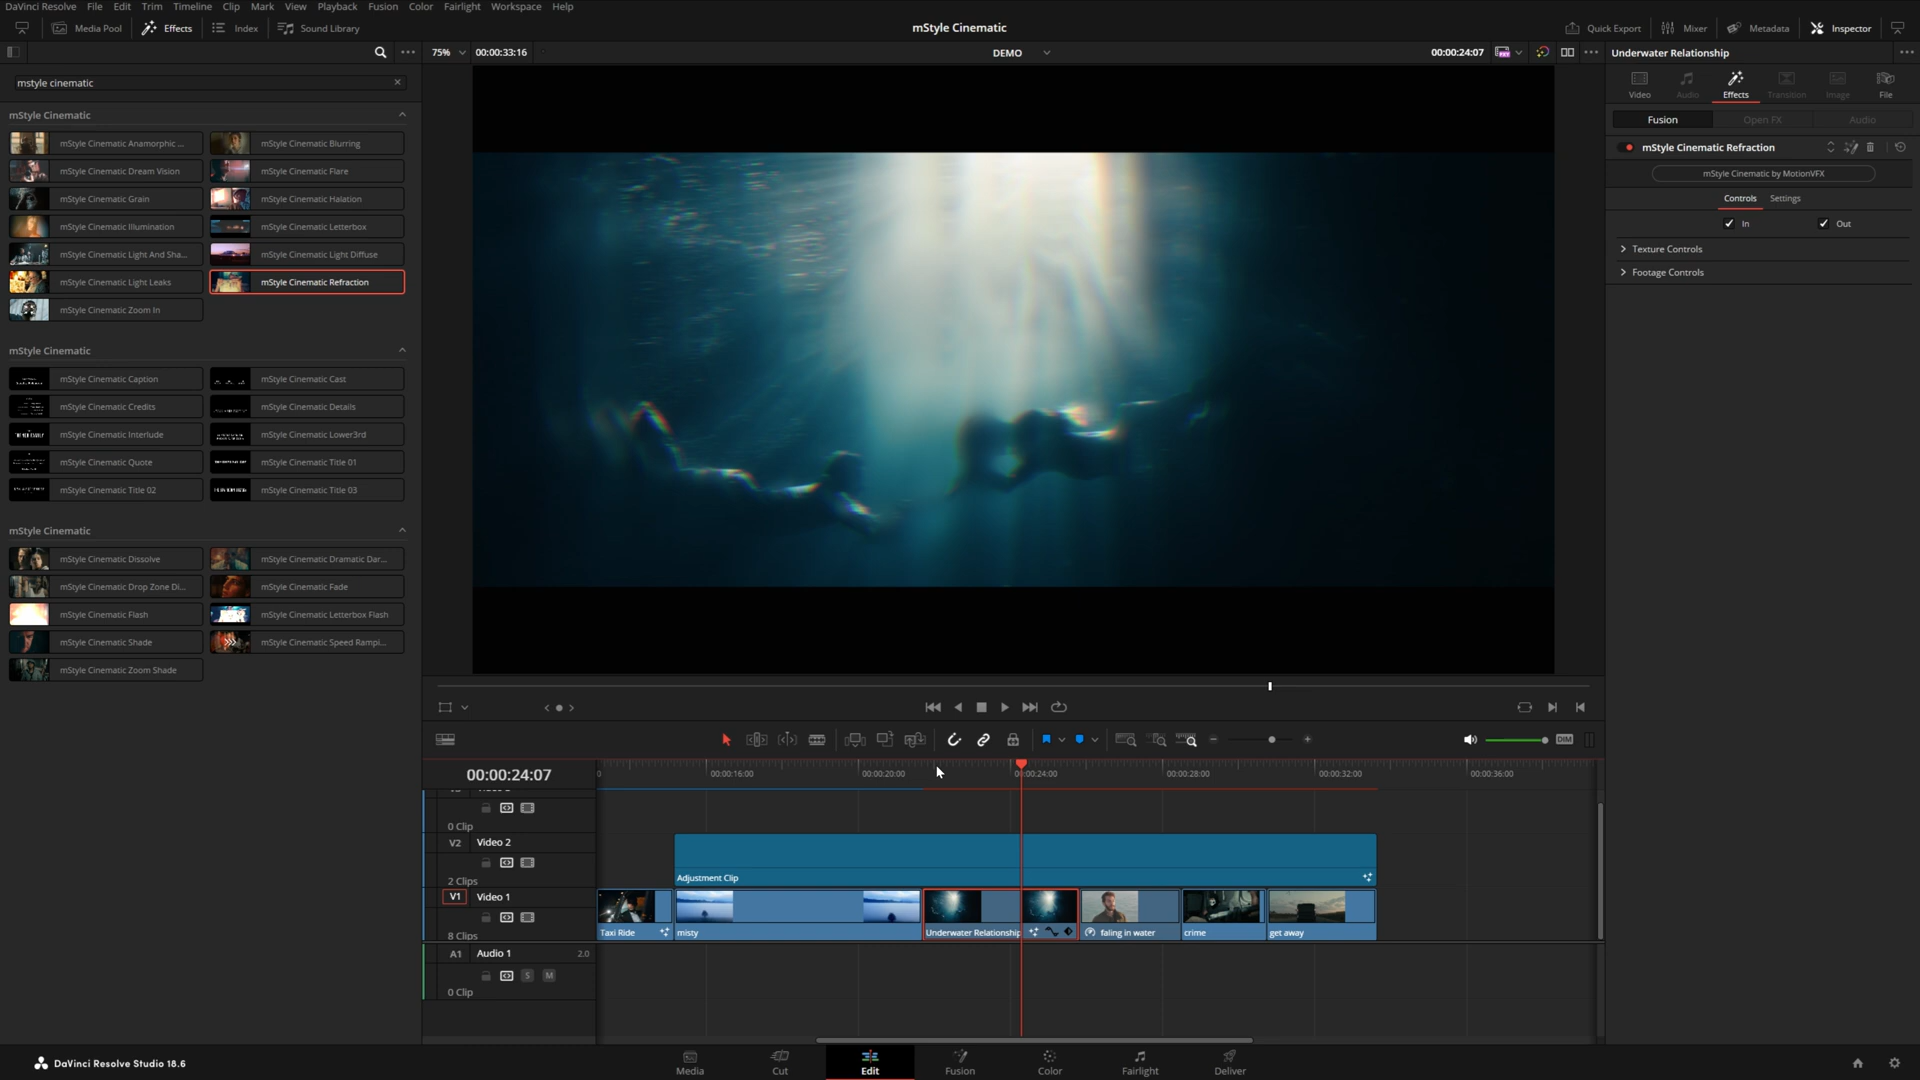 DaVinci Resolve File Edit Trim Timeline Clip Mark View Playback Fusion Color Fairlight Workspace Help
Media Pool Effects Index Sound Library mStyle Cinematic Quick Export Mixer Metadata Inspector
75% 00:00:33:16 DEMO 00:00:24:07 Underwater Relationship
mstyle cinematic
Video Audio Effects Transition Image File
Fusion Open FX Audio
mStyle Cinematic Refraction
mStyle Cinematic by MotionVFX
Controls Settings
In Out
Texture Controls
Footage Controls
mStyle Cinematic
mStyle Cinematic Anamorphic ... mStyle Cinematic Blurring
mStyle Cinematic Dream Vision mStyle Cinematic Flare
mStyle Cinematic Grain mStyle Cinematic Halation
mStyle Cinematic Illumination mStyle Cinematic Letterbox
mStyle Cinematic Light And Sha... mStyle Cinematic Light Diffuse
mStyle Cinematic Light Leaks mStyle Cinematic Refraction
mStyle Cinematic Zoom In
mStyle Cinematic
mStyle Cinematic Caption mStyle Cinematic Cast
mStyle Cinematic Credits mStyle Cinematic Details
mStyle Cinematic Interlude mStyle Cinematic Lower3rd
mStyle Cinematic Quote mStyle Cinematic Title 01
mStyle Cinematic Title 02 mStyle Cinematic Title 03
mStyle Cinematic
mStyle Cinematic Dissolve mStyle Cinematic Dramatic Dar...
mStyle Cinematic Drop Zone Di... mStyle Cinematic Fade
mStyle Cinematic Flash mStyle Cinematic Letterbox Flash
mStyle Cinematic Shade mStyle Cinematic Speed Rampi...
mStyle Cinematic Zoom Shade
DIM
00:00:24:07 0 00:00:16:00 00:00:20:00 00:00:24:00 00:00:28:00 00:00:32:00 00:00:36:00
0 Clip
V2 Video 2
2 Clips
Adjustment Clip
V1 Video 1
8 Clips
Taxi Ride misty Underwater Relationship faling in water crime get away
A1 Audio 1 2.0
S M
0 Clip
DaVinci Resolve Studio 18.6
Media Cut Edit Fusion Color Fairlight Deliver